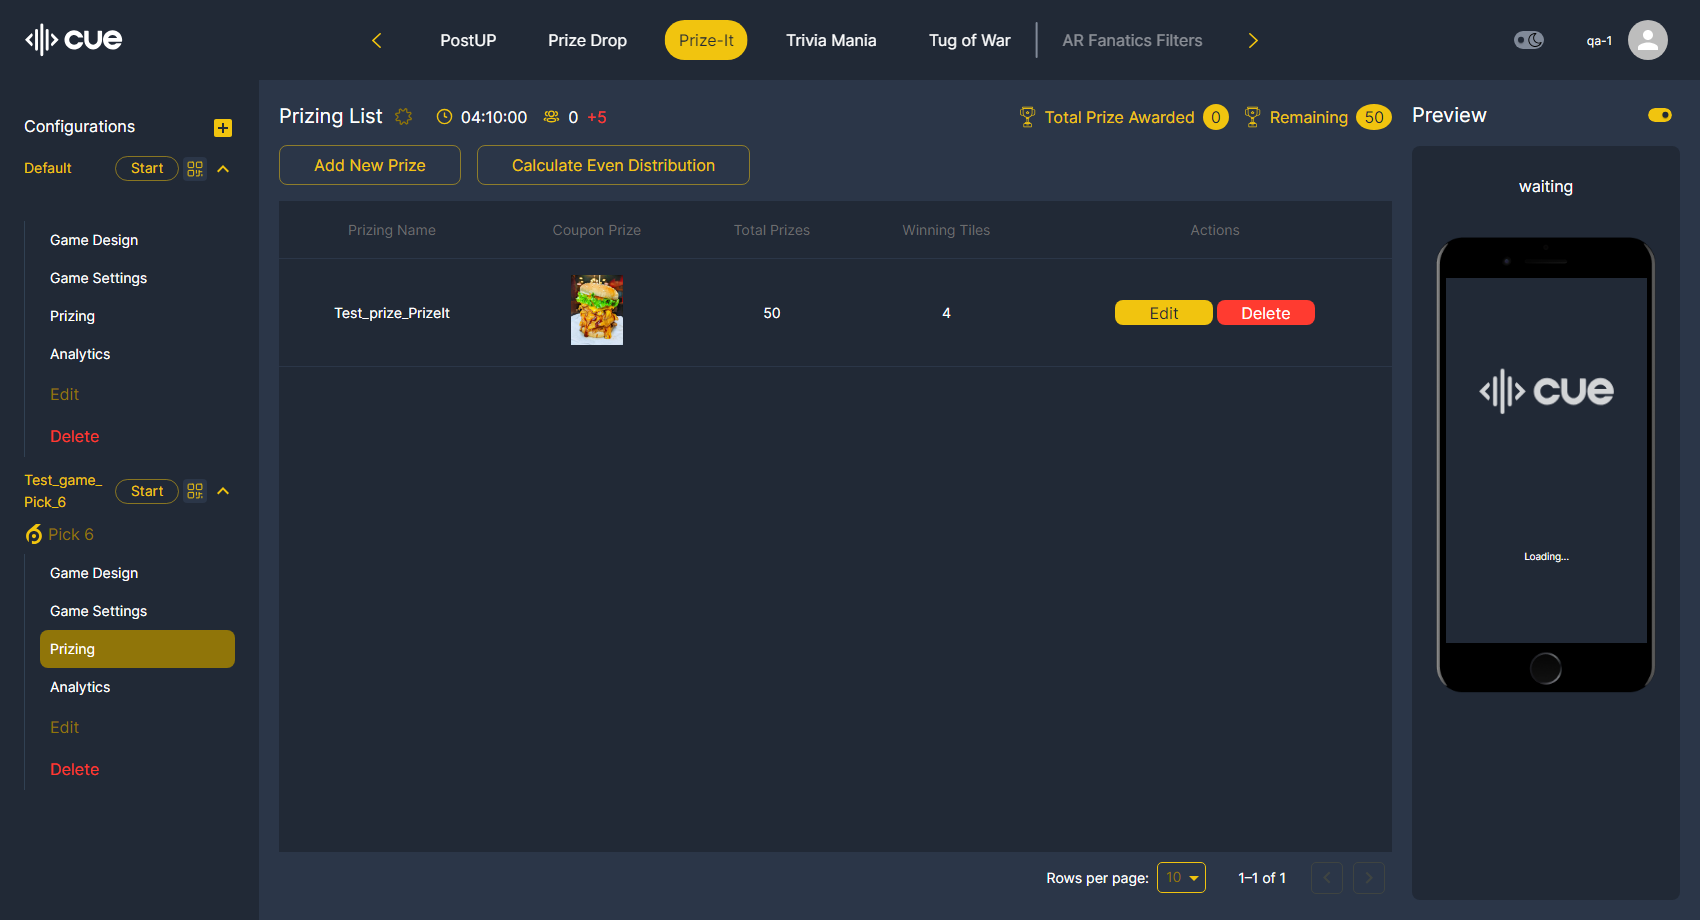 cue
PostUP
Prize Drop
Prize-It
Trivia Mania
Tug of War
AR Fanatics Filters
qa-1
Configurations
Default
Start
Game Design
Game Settings
Prizing
Analytics
Edit
Delete
Test_game_
Pick_6
Start
Pick 6
Game Design
Game Settings
Prizing
Analytics
Edit
Delete
Prizing List
04:10:00
0 +5
Total Prize Awarded 0
Remaining 50
Add New Prize
Calculate Even Distribution
Prizing Name Coupon Prize Total Prizes Winning Tiles Actions
Test_prize_PrizeIt 50 4 Edit Delete
Rows per page: 10 1–1 of 1
Preview
waiting
cue
Loading...